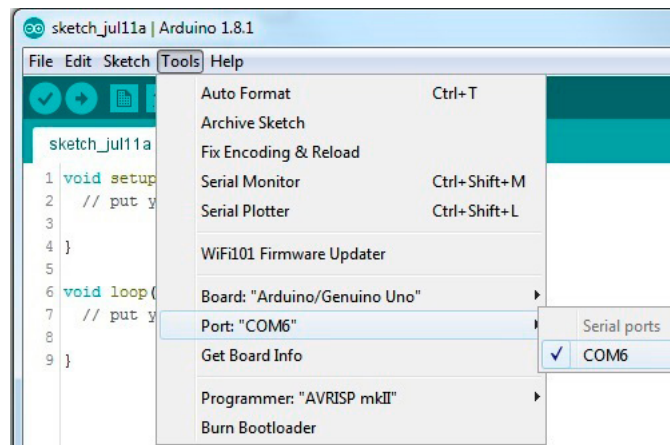 sketch_jul11a | Arduino 1.8.1
File Edit Sketch Tools Help
sketch_jul11a
Auto Format Ctrl+T
Archive Sketch
Fix Encoding & Reload
Serial Monitor Ctrl+Shift+M
Serial Plotter Ctrl+Shift+L
WiFi101 Firmware Updater
Board: "Arduino/Genuino Uno"
Port: "COM6"
Get Board Info
Programmer: "AVRISP mkII"
Burn Bootloader
Serial ports
COM6
1 void setup
2 // put y
3
4 }
5
6 void loop(
7 // put y
8
9 }